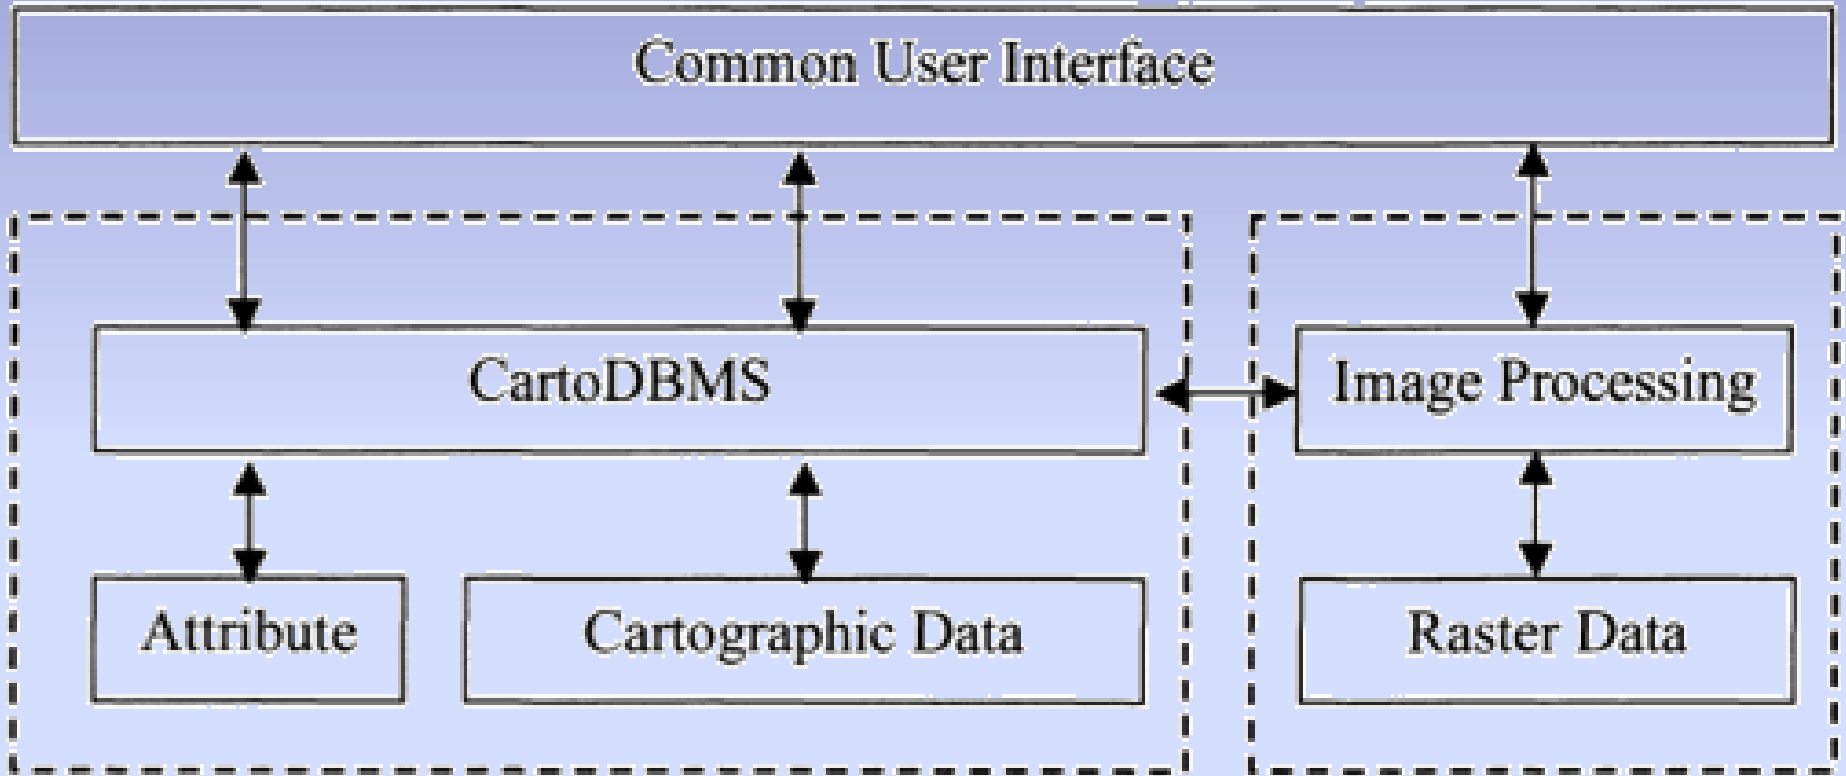 Common User Interface
CartoDBMS
Image Processing
Attribute
Cartographic Data
Raster Data